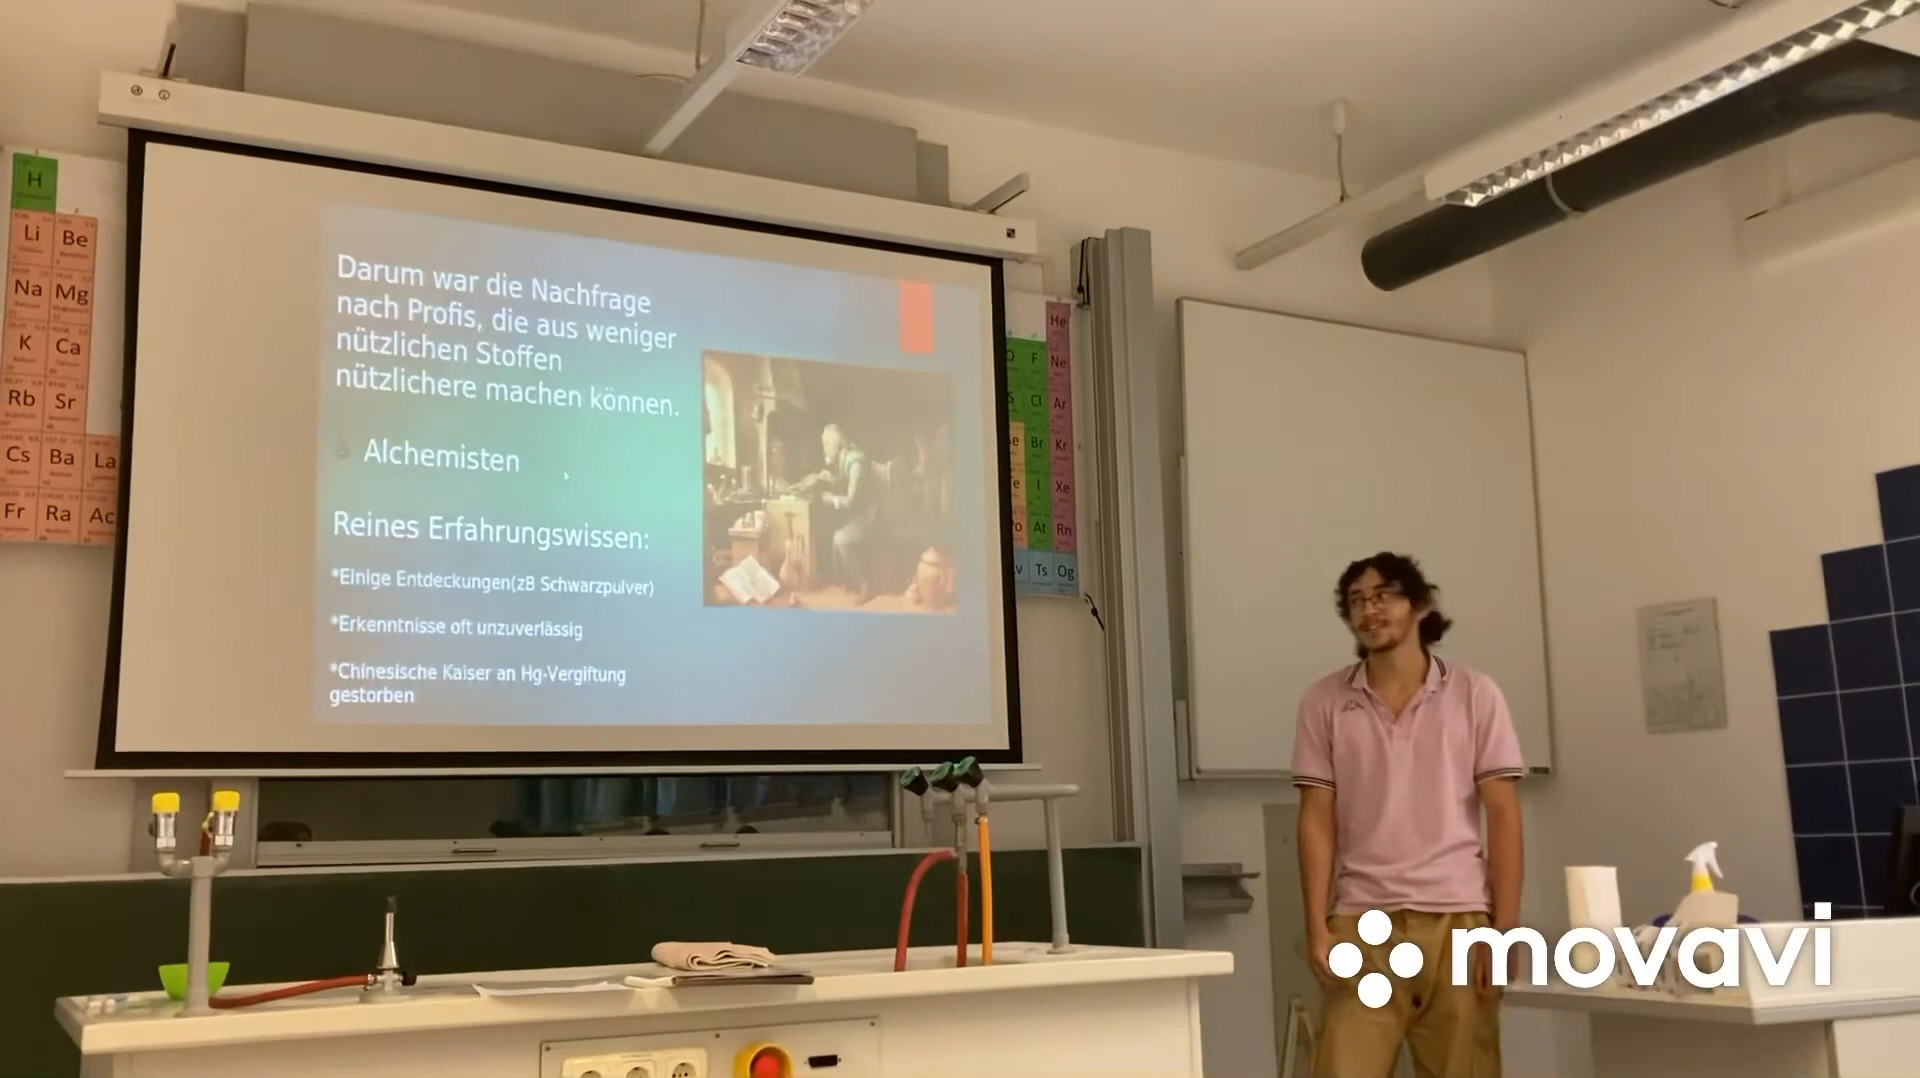 Darum war die Nachfrage
nach Profis, die aus weniger
nützlichen Stoffen
nützlichere machen können.
Alchemisten
Reines Erfahrungswissen:
*Einige Entdeckungen(zB Schwarzpulver)
*Erkenntnisse oft unzuverlässig
*Chinesische Kaiser an Hg-Vergiftung
gestorben
H
Li Be
Na Mg
K Ca
Rb Sr
Cs Ba La
Fr Ra Ac
He
F Ne
Cl Ar
Br Kr
I Xe
At Rn
Ts Og
movavi